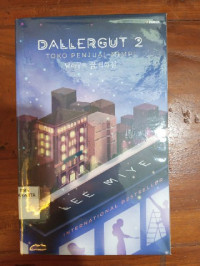 DALLERGUT 2
TOKO PENJUAL MIMPI
LEE MIYE
INTERNATIONAL BESTSELLER